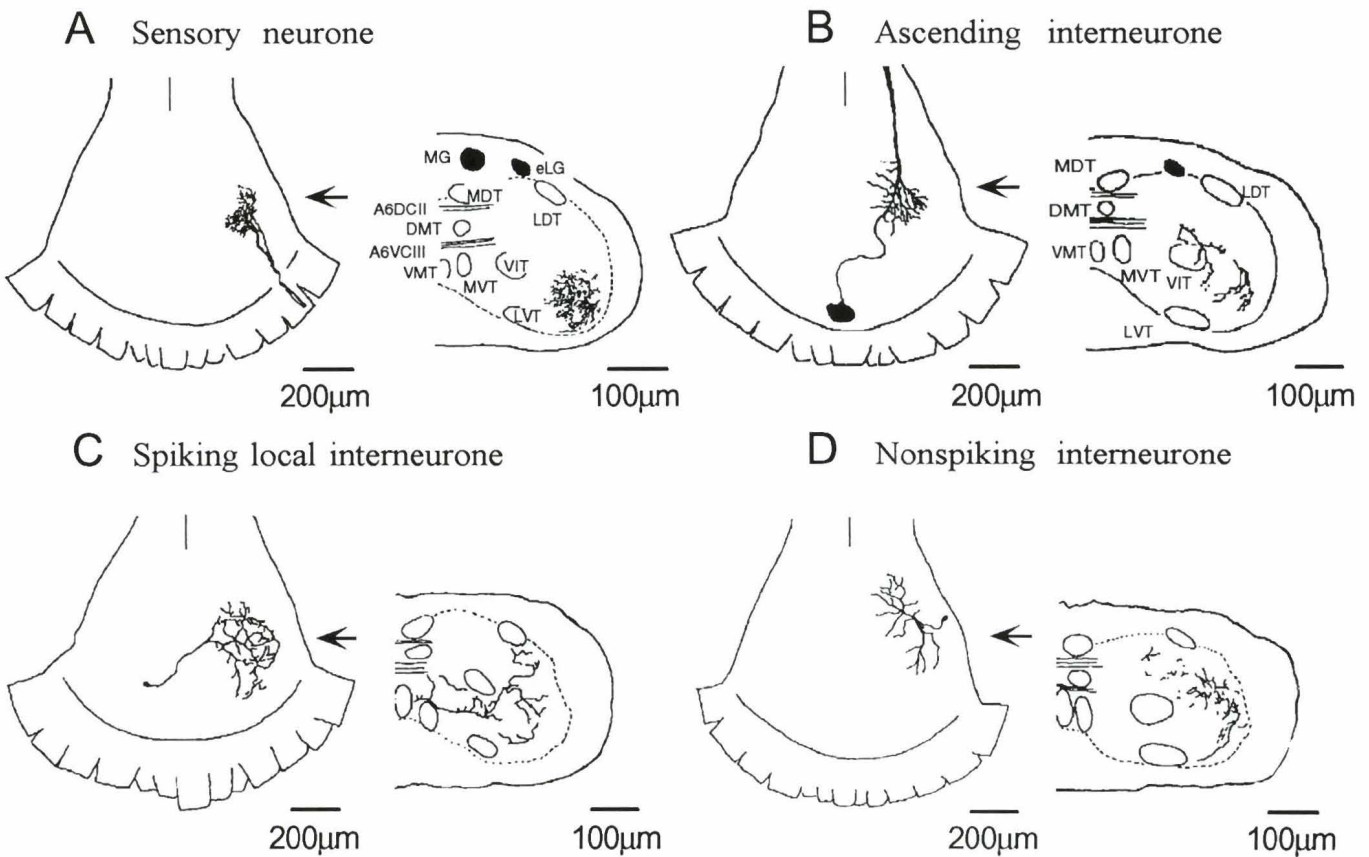 A Sensory neurone
MG
eLG
MDT
A6DCII
LDT
DMT
A6VCIII
VMT
VIT
MVT
LVT
200μm
100μm
B Ascending interneurone
MDT
LDT
DMT
VMT
MVT
VIT
LVT
200μm
100μm
C Spiking local interneurone
200μm
100μm
D Nonspiking interneurone
200μm
100μm